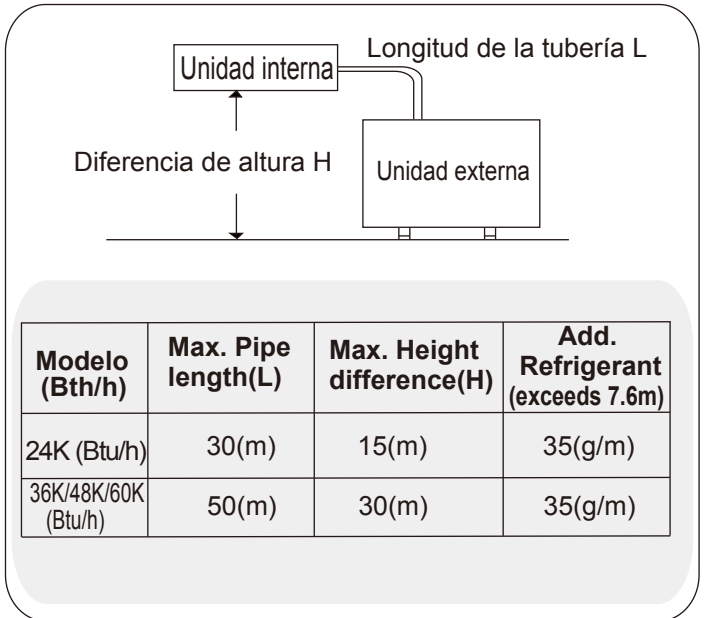 Longitud de la tubería L
Unidad interna
Diferencia de altura H
Unidad externa
Modelo
(Bth/h)
Max. Pipe
length(L)
Max. Height
difference(H)
Add.
Refrigerant
(exceeds 7.6m)
24K (Btu/h)
30(m)
15(m)
35(g/m)
36K/48K/60K
(Btu/h)
50(m)
30(m)
35(g/m)